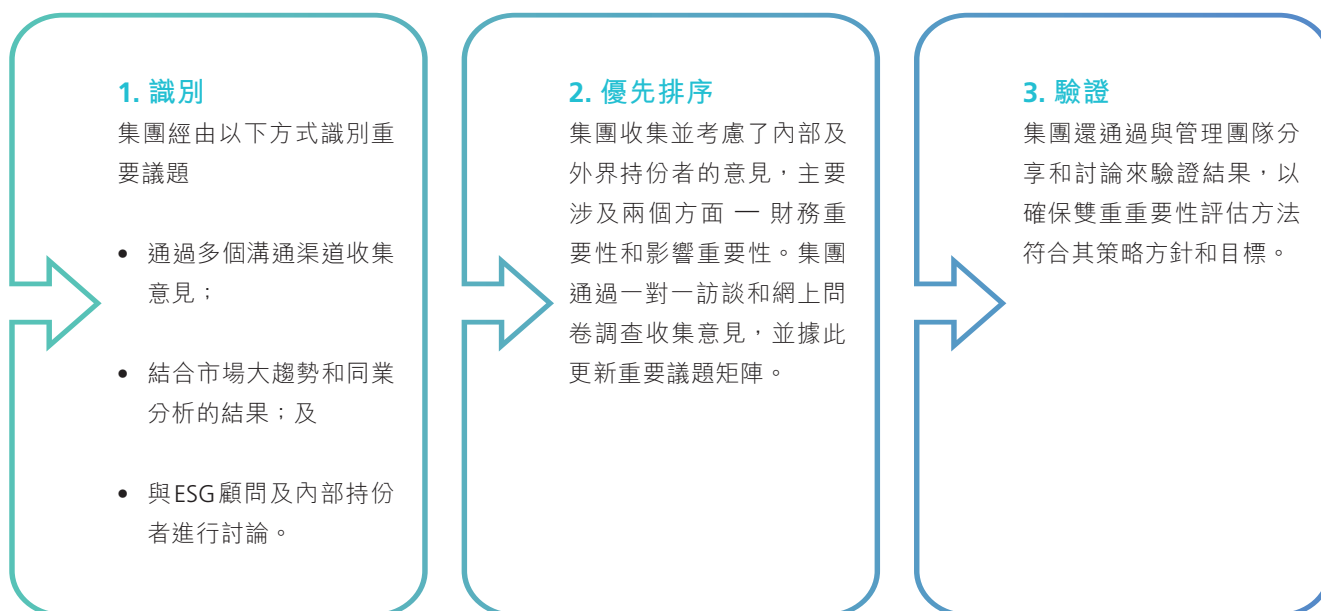 1. 識別
集團經由以下方式識別重
要議題
• 通過多個溝通渠道收集
意見；
• 結合市場大趨勢和同業
分析的結果；及
• 與ESG顧問及內部持份
者進行討論。
2. 優先排序
集團收集並考慮了內部及
外界持份者的意見，主要
涉及兩個方面 — 財務重
要性和影響重要性。集團
通過一對一訪談和網上問
卷調查收集意見，並據此
更新重要議題矩陣。
3. 驗證
集團還通過與管理團隊分
享和討論來驗證結果，以
確保雙重重要性評估方法
符合其策略方針和目標。